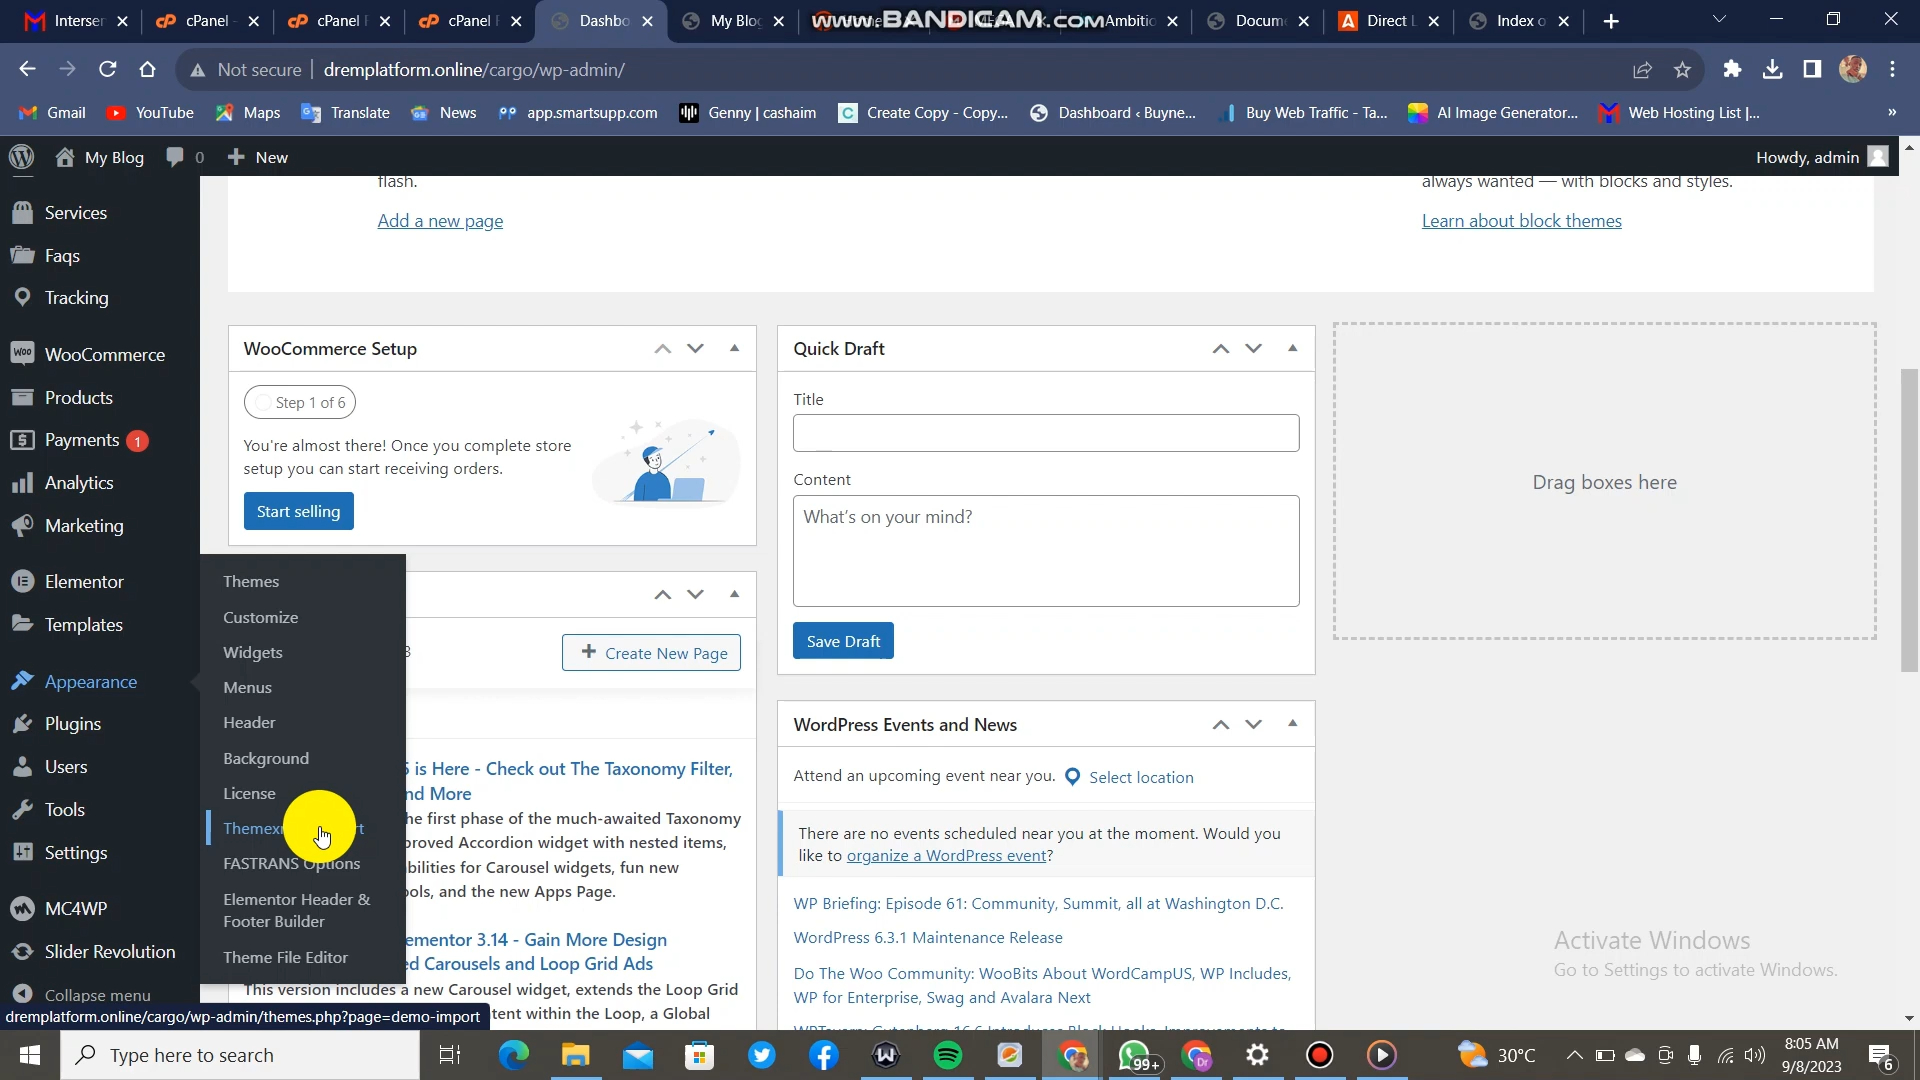 Interser
cPanel
cPanel F
cPanel F
Dashbo
My Blog
www.BANDICAM.com
Ambitio
Docum
Direct L
Index o
Not secure
dremplatform.online/cargo/wp-admin/
Gmail
YouTube
Maps
Translate
News
app.smartsupp.com
Genny | cashaim
Create Copy - Copy...
Dashboard ‹ Buyne...
Buy Web Traffic - Ta...
AI Image Generator...
Web Hosting List |...
»
My Blog
0
New
Howdy, admin
Services
Faqs
Tracking
WooCommerce
Products
Payments 1
Analytics
Marketing
Elementor
Templates
Appearance
Plugins
Users
Tools
Settings
MC4WP
Slider Revolution
Collapse menu
Themes
Customize
Widgets
Menus
Header
Background
License
FASTRANS Options
Elementor Header &
Footer Builder
Theme File Editor
flash.
Add a new page
always wanted — with blocks and styles.
Learn about block themes
WooCommerce Setup
Step 1 of 6
You're almost there! Once you complete store
setup you can start receiving orders.
Start selling
Create New Page
is Here - Check out The Taxonomy Filter,
nd More
he first phase of the much-awaited Taxonomy
proved Accordion widget with nested items,
bilities for Carousel widgets, fun new
ols, and the new Apps Page.
ementor 3.14 - Gain More Design
ed Carousels and Loop Grid Ads
This version includes a new Carousel widget, extends the Loop Grid
tent within the Loop, a Global
Quick Draft
Title
Content
What's on your mind?
Save Draft
WordPress Events and News
Attend an upcoming event near you.
Select location
There are no events scheduled near you at the moment. Would you
like to organize a WordPress event?
WP Briefing: Episode 61: Community, Summit, all at Washington D.C.
WordPress 6.3.1 Maintenance Release
Do The Woo Community: WooBits About WordCampUS, WP Includes,
WP for Enterprise, Swag and Avalara Next
Drag boxes here
Activate Windows
Go to Settings to activate Windows.
dremplatform.online/cargo/wp-admin/themes.php?page=demo-import
Type here to search
99+
30°C
8:05 AM
9/8/2023
6